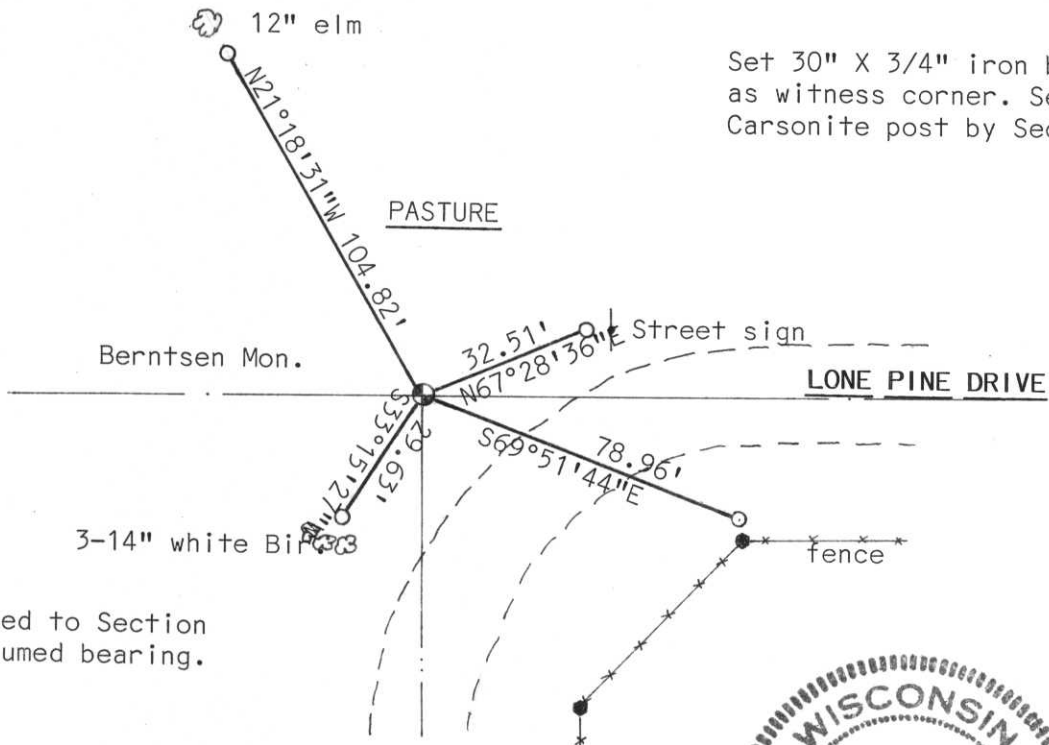 12" elm
Set 30" X 3/4" iron
as witness corner.
Carsonite post by
N21°18'31"W 104.82'
PASTURE
32.51'
N67°28'36"E
Street sign
Berntsen Mon.
LONE PINE DRIVE
S33°15'27"W
29.63'
78.96'
S69°51'44"E
3-14" white
fence
ed to Section
umed bearing.
WISCONSIN